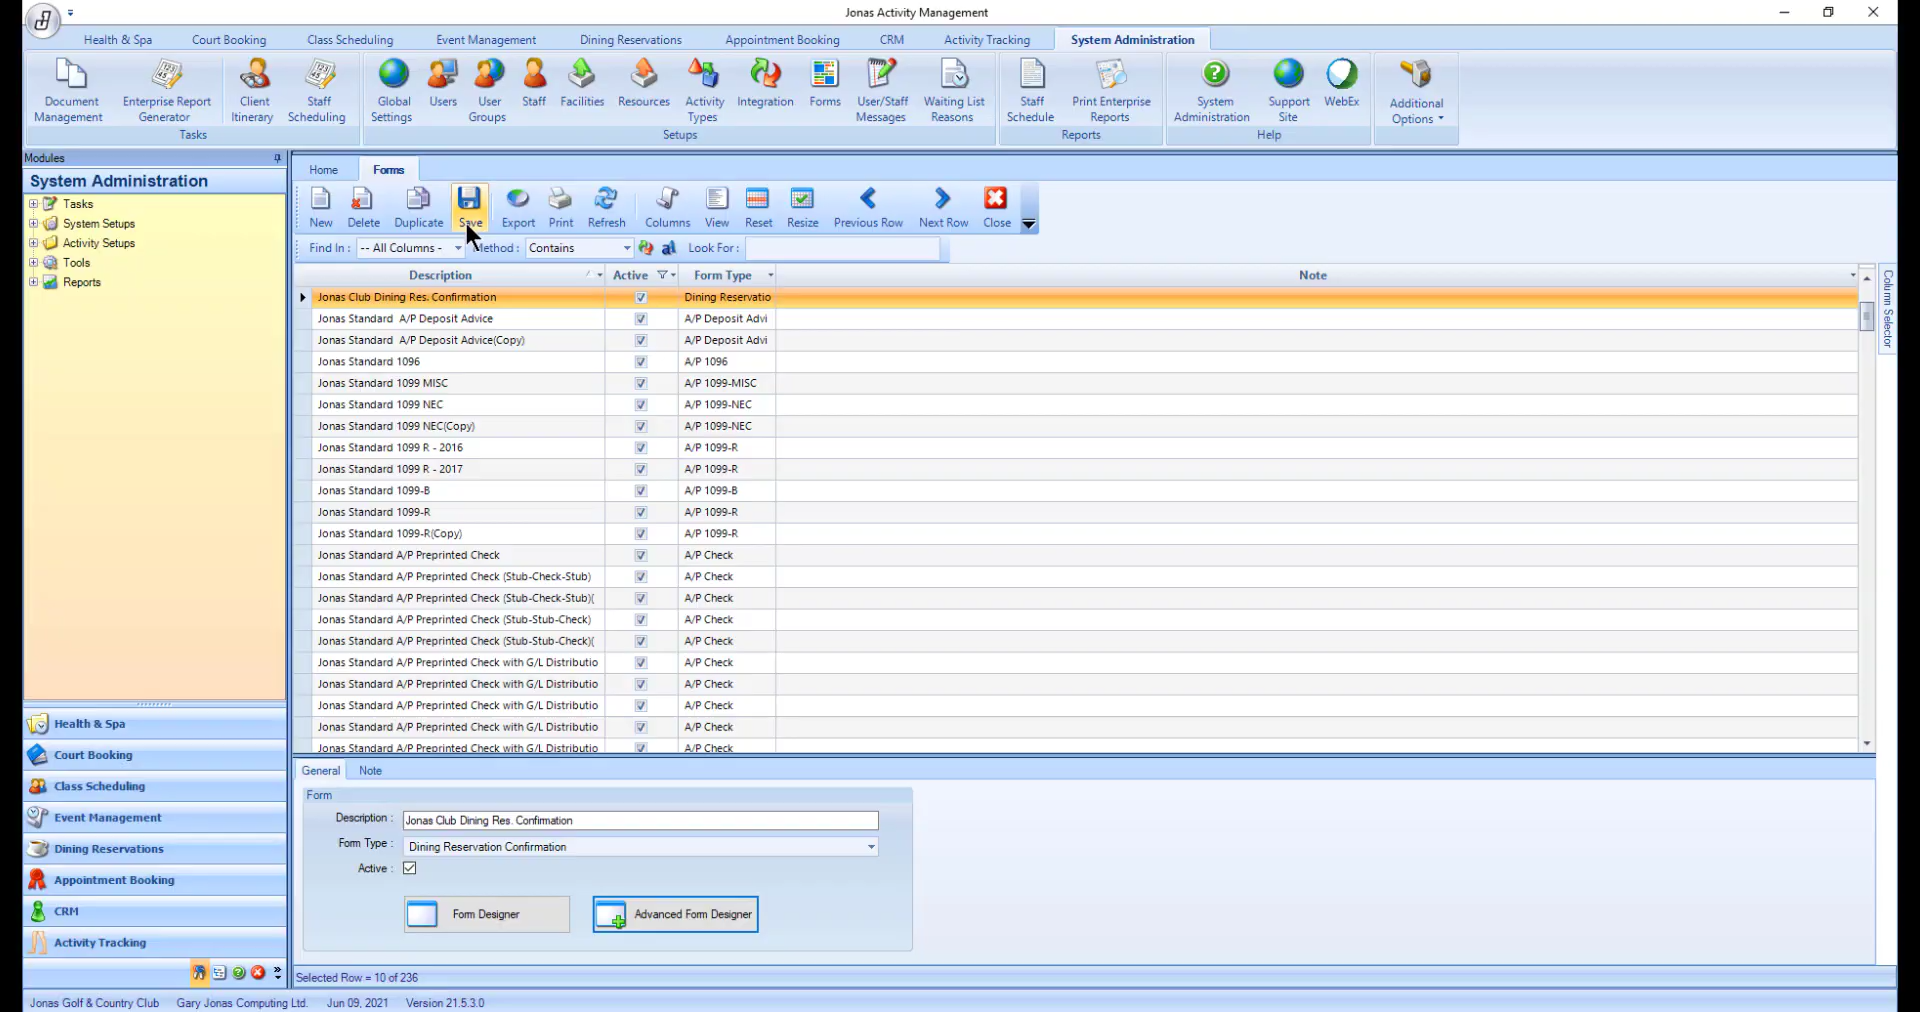 Jonas Activity Management
Health & Spa Court Booking Class Scheduling Event Management Dining Reservations Appointment Booking CRM Activity Tracking System Administration
Document Management Enterprise Report Generator Client Itinerary Staff Scheduling
Tasks
Global Settings Users User Groups Staff Facilities Resources Activity Types Integration Forms User/Staff Messages Waiting List Reasons
Setups
Staff Schedule Print Enterprise Reports
Reports
System Administration Support Site WebEx
Help
Additional Options
Modules
System Administration
Tasks
System Setups
Activity Setups
Tools
Reports
Health & Spa
Court Booking
Class Scheduling
Event Management
Dining Reservations
Appointment Booking
CRM
Activity Tracking
Home Forms
New Delete Duplicate Save Export Print Refresh Columns View Reset Resize Previous Row Next Row Close
Find In : -- All Columns - Method : Contains Look For :
Description Active Form Type Note
Jonas Club Dining Res. Confirmation Dining Reservatio
Jonas Standard A/P Deposit Advice A/P Deposit Advi
Jonas Standard A/P Deposit Advice(Copy) A/P Deposit Advi
Jonas Standard 1096 A/P 1096
Jonas Standard 1099 MISC A/P 1099-MISC
Jonas Standard 1099 NEC A/P 1099-NEC
Jonas Standard 1099 NEC(Copy) A/P 1099-NEC
Jonas Standard 1099 R - 2016 A/P 1099-R
Jonas Standard 1099 R - 2017 A/P 1099-R
Jonas Standard 1099-B A/P 1099-B
Jonas Standard 1099-R A/P 1099-R
Jonas Standard 1099-R(Copy) A/P 1099-R
Jonas Standard A/P Preprinted Check A/P Check
Jonas Standard A/P Preprinted Check (Stub-Check-Stub) A/P Check
Jonas Standard A/P Preprinted Check (Stub-Check-Stub)( A/P Check
Jonas Standard A/P Preprinted Check (Stub-Stub-Check) A/P Check
Jonas Standard A/P Preprinted Check (Stub-Stub-Check)( A/P Check
Jonas Standard A/P Preprinted Check with G/L Distributio A/P Check
Jonas Standard A/P Preprinted Check with G/L Distributio A/P Check
Jonas Standard A/P Preprinted Check with G/L Distributio A/P Check
Jonas Standard A/P Preprinted Check with G/L Distributio A/P Check
Jonas Standard A/P Preprinted Check with G/L Distributio A/P Check
Column Selector
General Note
Form
Description : Jonas Club Dining Res. Confirmation
Form Type : Dining Reservation Confirmation
Active :
Form Designer Advanced Form Designer
Selected Row = 10 of 236
Jonas Golf & Country Club Gary Jonas Computing Ltd. Jun 09, 2021 Version 21.5.3.0